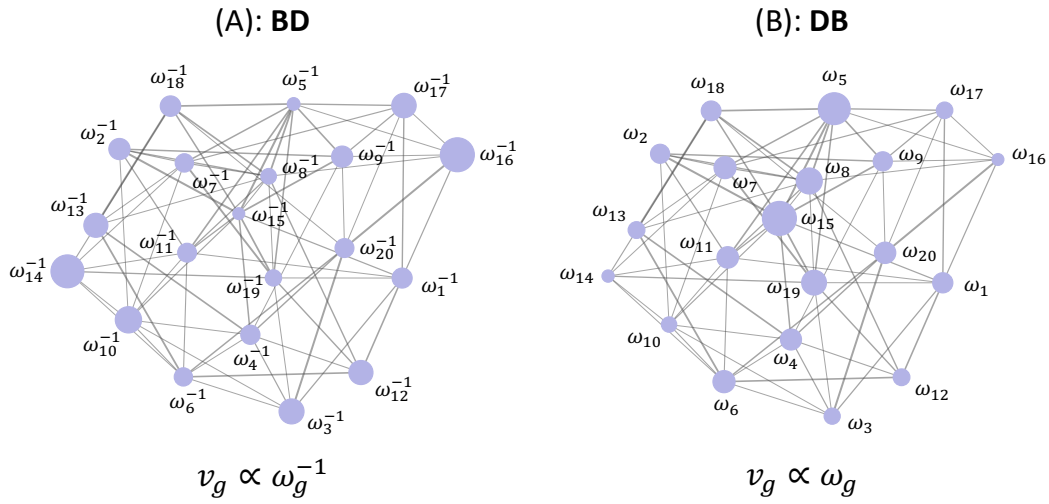 (A): BD
(B): DB
ω₁₈⁻¹
ω₅⁻¹
ω₁₇⁻¹
ω₂⁻¹
ω₇⁻¹
ω₈⁻¹
ω₉⁻¹
ω₁₆⁻¹
ω₁₃⁻¹
ω₁₅⁻¹
ω₁₁⁻¹
ω₂₀⁻¹
ω₁₄⁻¹
ω₁₉⁻¹
ω₁⁻¹
ω₁₀⁻¹
ω₄⁻¹
ω₆⁻¹
ω₁₂⁻¹
ω₃⁻¹
v_g ∝ ω_g⁻¹
ω₅
ω₁₈
ω₁₇
ω₂
ω₇
ω₈
ω₉
ω₁₆
ω₁₃
ω₁₅
ω₁₁
ω₂₀
ω₁₄
ω₁₉
ω₁
ω₁₀
ω₄
ω₆
ω₁₂
ω₃
v_g ∝ ω_g